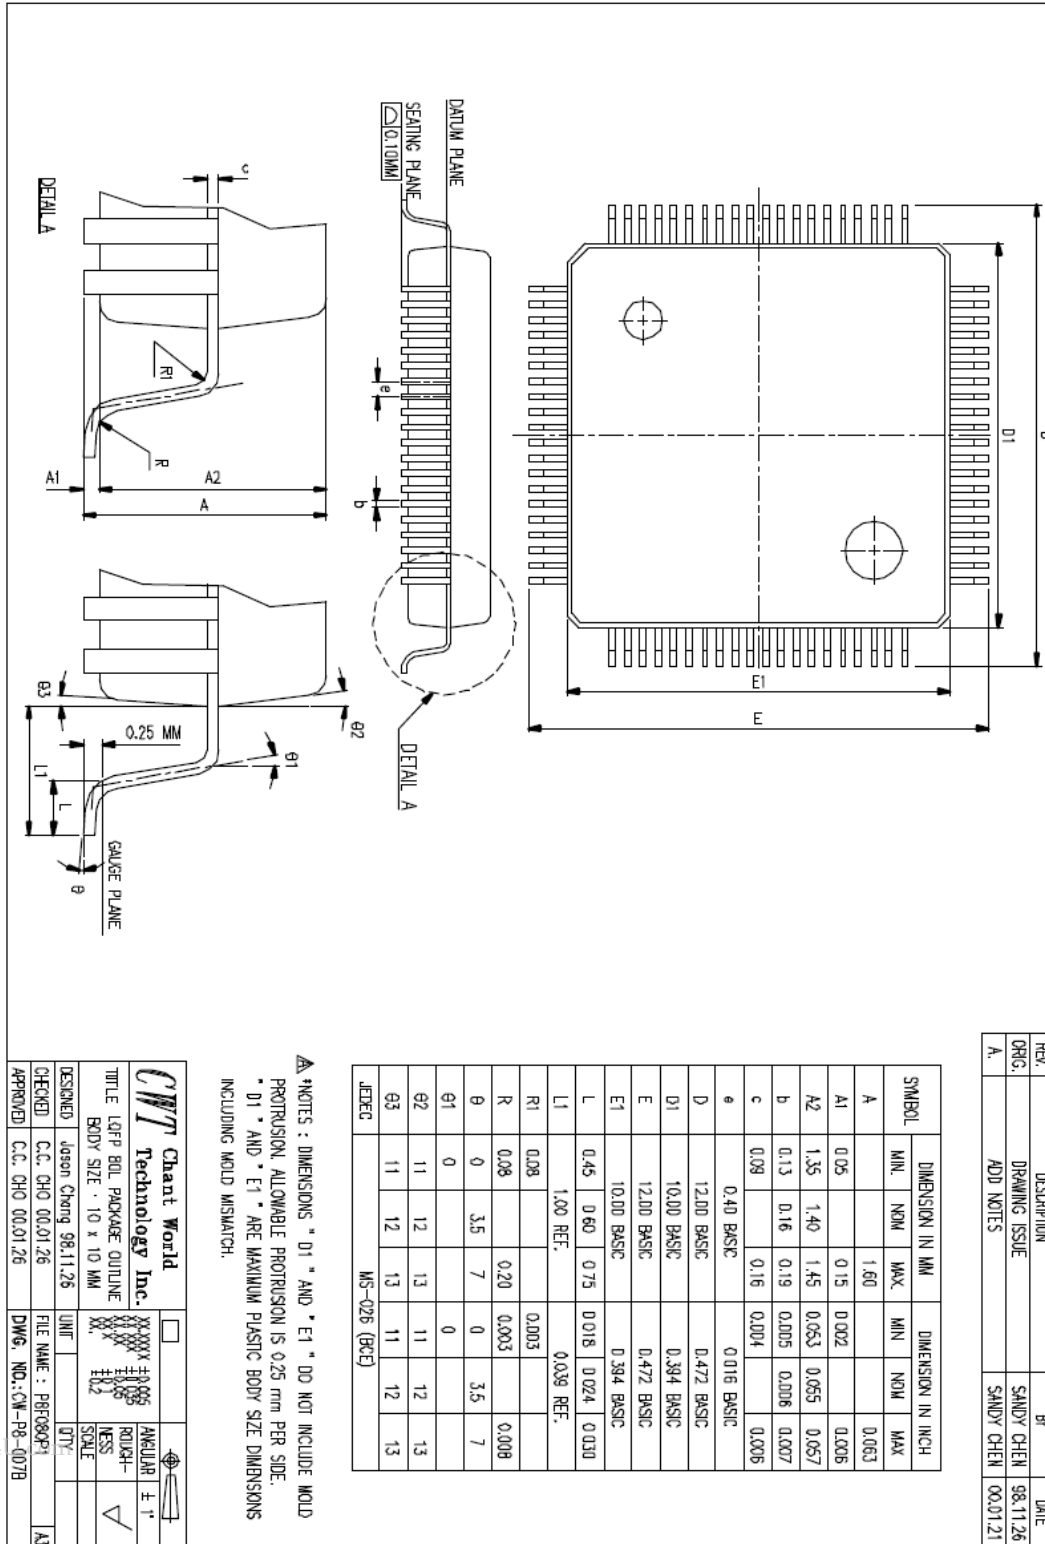 REV. DESCRIPTION BY DATE
ORIG. DRAWING ISSUE SANDY CHEN 98.11.26
A. ADD NOTES SANDY CHEN 00.01.21
D1
E1
E
DATUM PLANE
SEATING PLANE
0.10MM
e
b
DETAIL A
DETAIL A
c
R1
R
A1
A2
A
θ3
θ2
0.25 MM
θ1
L1
L
GAUGE PLANE
θ
SYMBOL DIMENSION IN MM DIMENSION IN INCH
MIN. NOM MAX. MIN NOM MAX
A 1.60 0.063
A1 0.05 0.15 0.002 0.006
A2 1.35 1.40 1.45 0.053 0.055 0.057
b 0.13 0.16 0.19 0.005 0.006 0.007
c 0.09 0.16 0.004 0.006
e 0.40 BASIC 0.016 BASIC
D 12.00 BASIC 0.472 BASIC
D1 10.00 BASIC 0.394 BASIC
E 12.00 BASIC 0.472 BASIC
E1 10.00 BASIC 0.394 BASIC
L 0.45 0.60 0.75 0.018 0.024 0.030
L1 1.00 REF. 0.039 REF.
R1 0.08 0.003
R 0.08 0.20 0.003 0.008
θ 0 3.5 7 0 3.5 7
θ1 0 0
θ2 11 12 13 11 12 13
θ3 11 12 13 11 12 13
JEDEC MS-026 (BCE)
*NOTES : DIMENSIONS " D1 " AND " E1 " DO NOT INCLUDE MOLD
PROTRUSION. ALLOWABLE PROTRUSION IS 0.25 mm PER SIDE.
" D1 " AND " E1 " ARE MAXIMUM PLASTIC BODY SIZE DIMENSIONS
INCLUDING MOLD MISMATCH.
CWT Chant World
Technology Inc.
TITLE LQFP 80L PACKAGE OUTLINE
BODY SIZE : 10 x 10 MM
ANGULAR ± 1°
ROUGH-
NESS
SCALE
DESIGNED Jason Chang 98.11.26
UNIT
Q'TY
CHECKED C.C. CHO 00.01.26
FILE NAME :
APPROVED C.C. CHO 00.01.26
DWG. NO.:CW-P8-007B